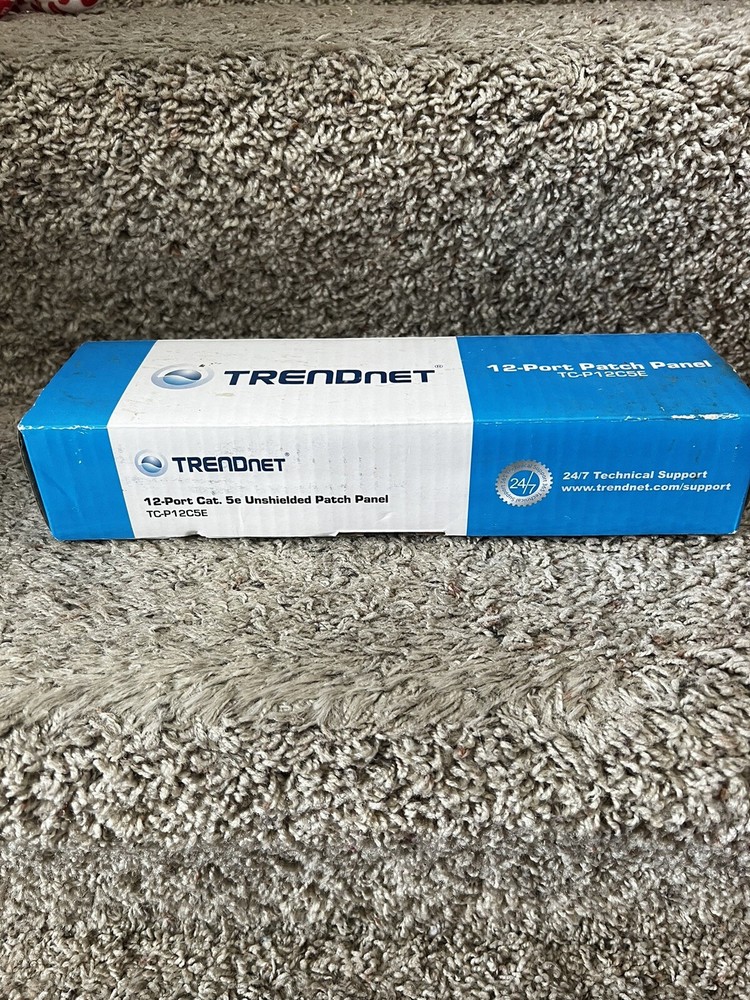 TRENDNET®
12-Port Patch Panel
TC-P12C5E
TRENDNET®
12-Port Cat. 5e Unshielded Patch Panel
TC-P12C5E
24/7
24/7 Technical Support
www.trendnet.com/support